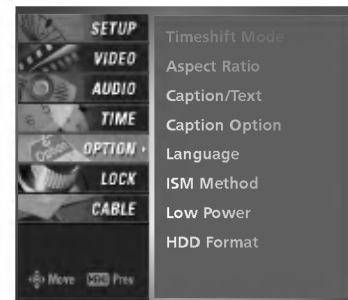 SETUP
VIDEO
AUDIO
TIME
OPTION
LOCK
CABLE
Move Prev
Timeshift Mode
Aspect Ratio
Caption/Text
Caption Option
Language
ISM Method
Low Power
HDD Format